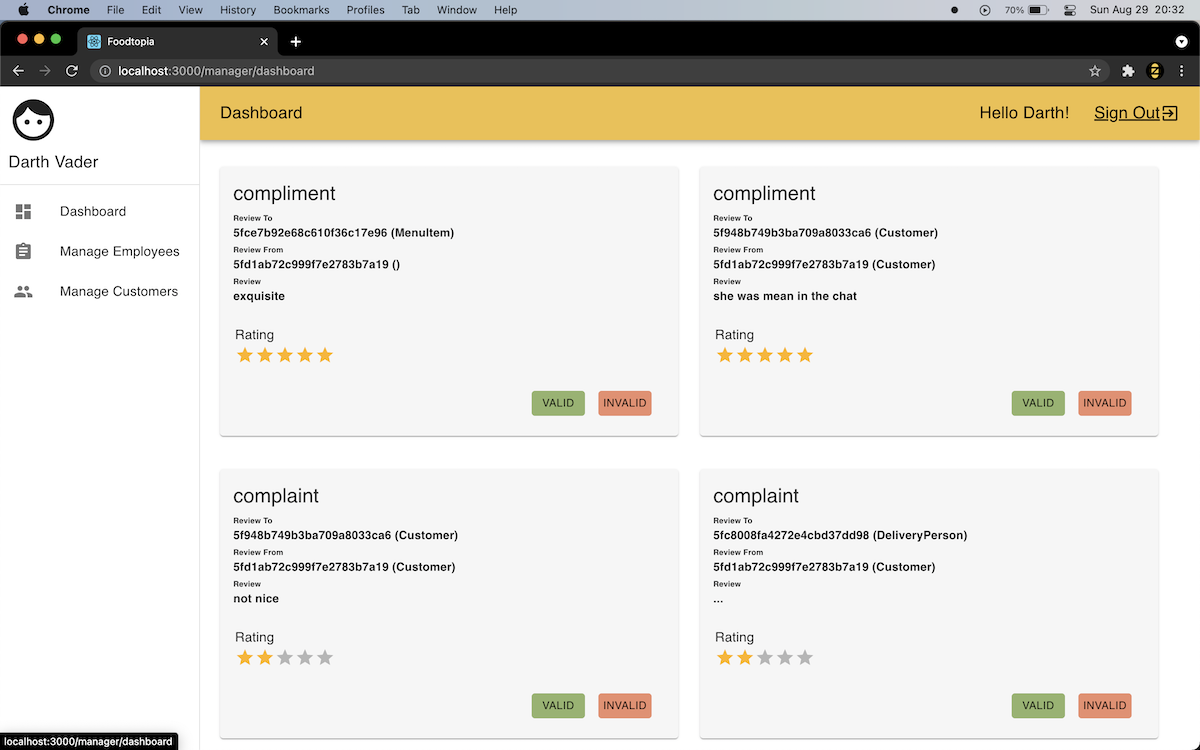 Chrome File Edit View History Bookmarks Profiles Tab Window Help 70% Sun Aug 29 20:32
Foodtopia
localhost:3000/manager/dashboard
Darth Vader
Dashboard
Manage Employees
Manage Customers
Dashboard Hello Darth! Sign Out
compliment
Review To
5fce7b92e68c610f36c17e96 (MenuItem)
Review From
5fd1ab72c999f7e2783b7a19 ()
Review
exquisite
Rating
VALID INVALID
compliment
Review To
5f948b749b3ba709a8033ca6 (Customer)
Review From
5fd1ab72c999f7e2783b7a19 (Customer)
Review
she was mean in the chat
Rating
VALID INVALID
complaint
Review To
5f948b749b3ba709a8033ca6 (Customer)
Review From
5fd1ab72c999f7e2783b7a19 (Customer)
Review
not nice
Rating
VALID INVALID
complaint
Review To
5fc8008fa4272e4cbd37dd98 (DeliveryPerson)
Review From
5fd1ab72c999f7e2783b7a19 (Customer)
Review
...
Rating
VALID INVALID
localhost:3000/manager/dashboard